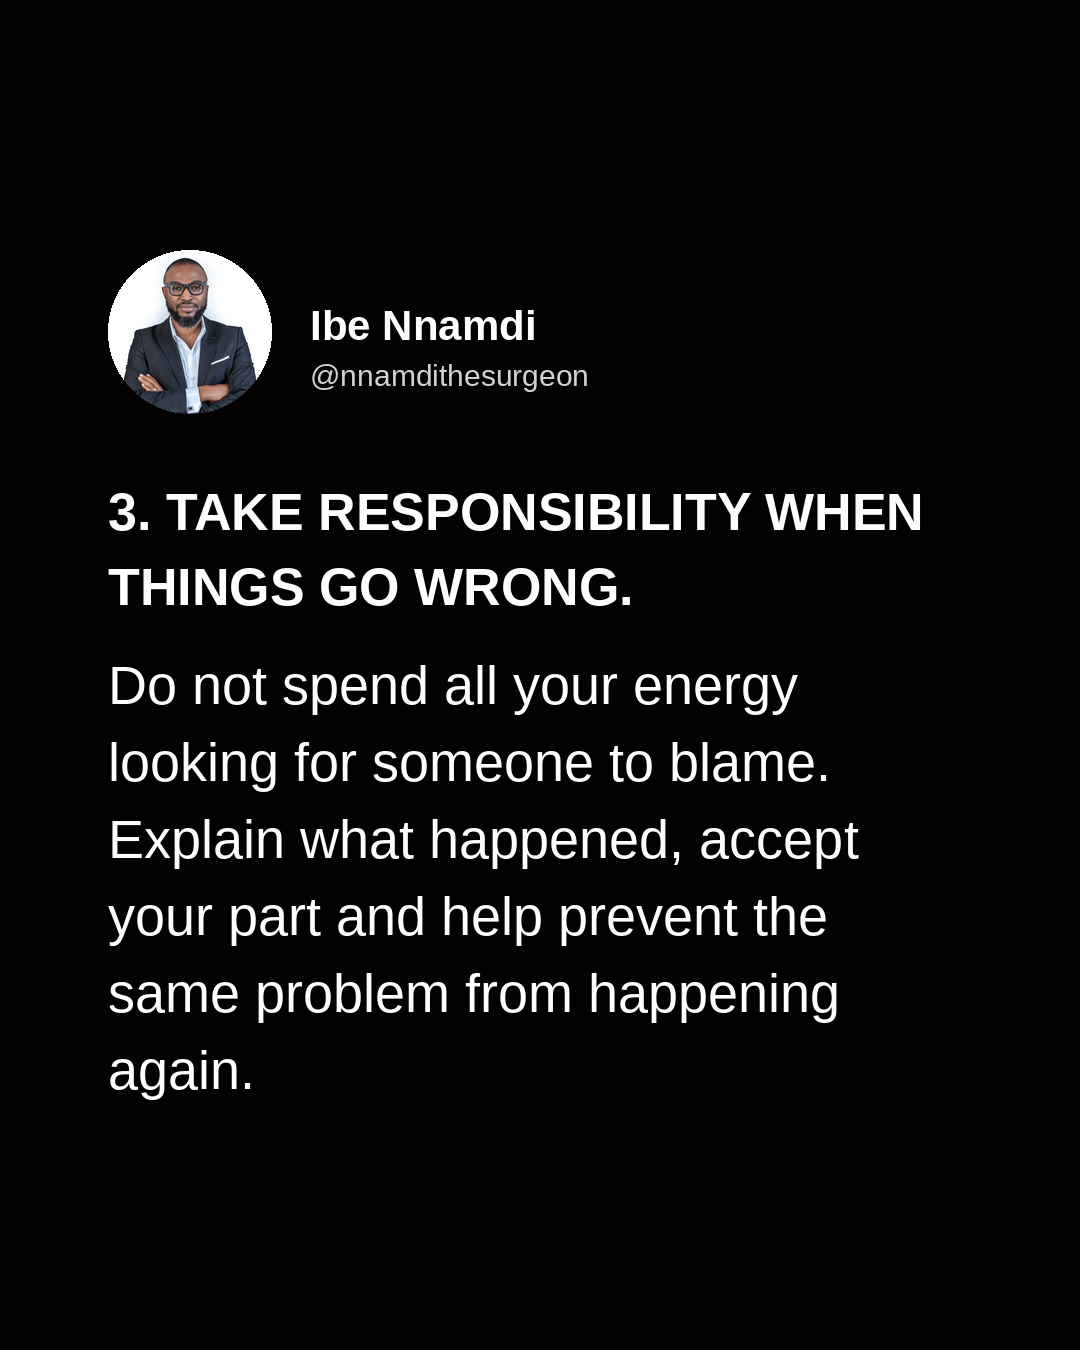 Ibe Nnamdi
@nnamdithesurgeon
3. TAKE RESPONSIBILITY WHEN
THINGS GO WRONG.
Do not spend all your energy
looking for someone to blame.
Explain what happened, accept
your part and help prevent the
same problem from happening
again.